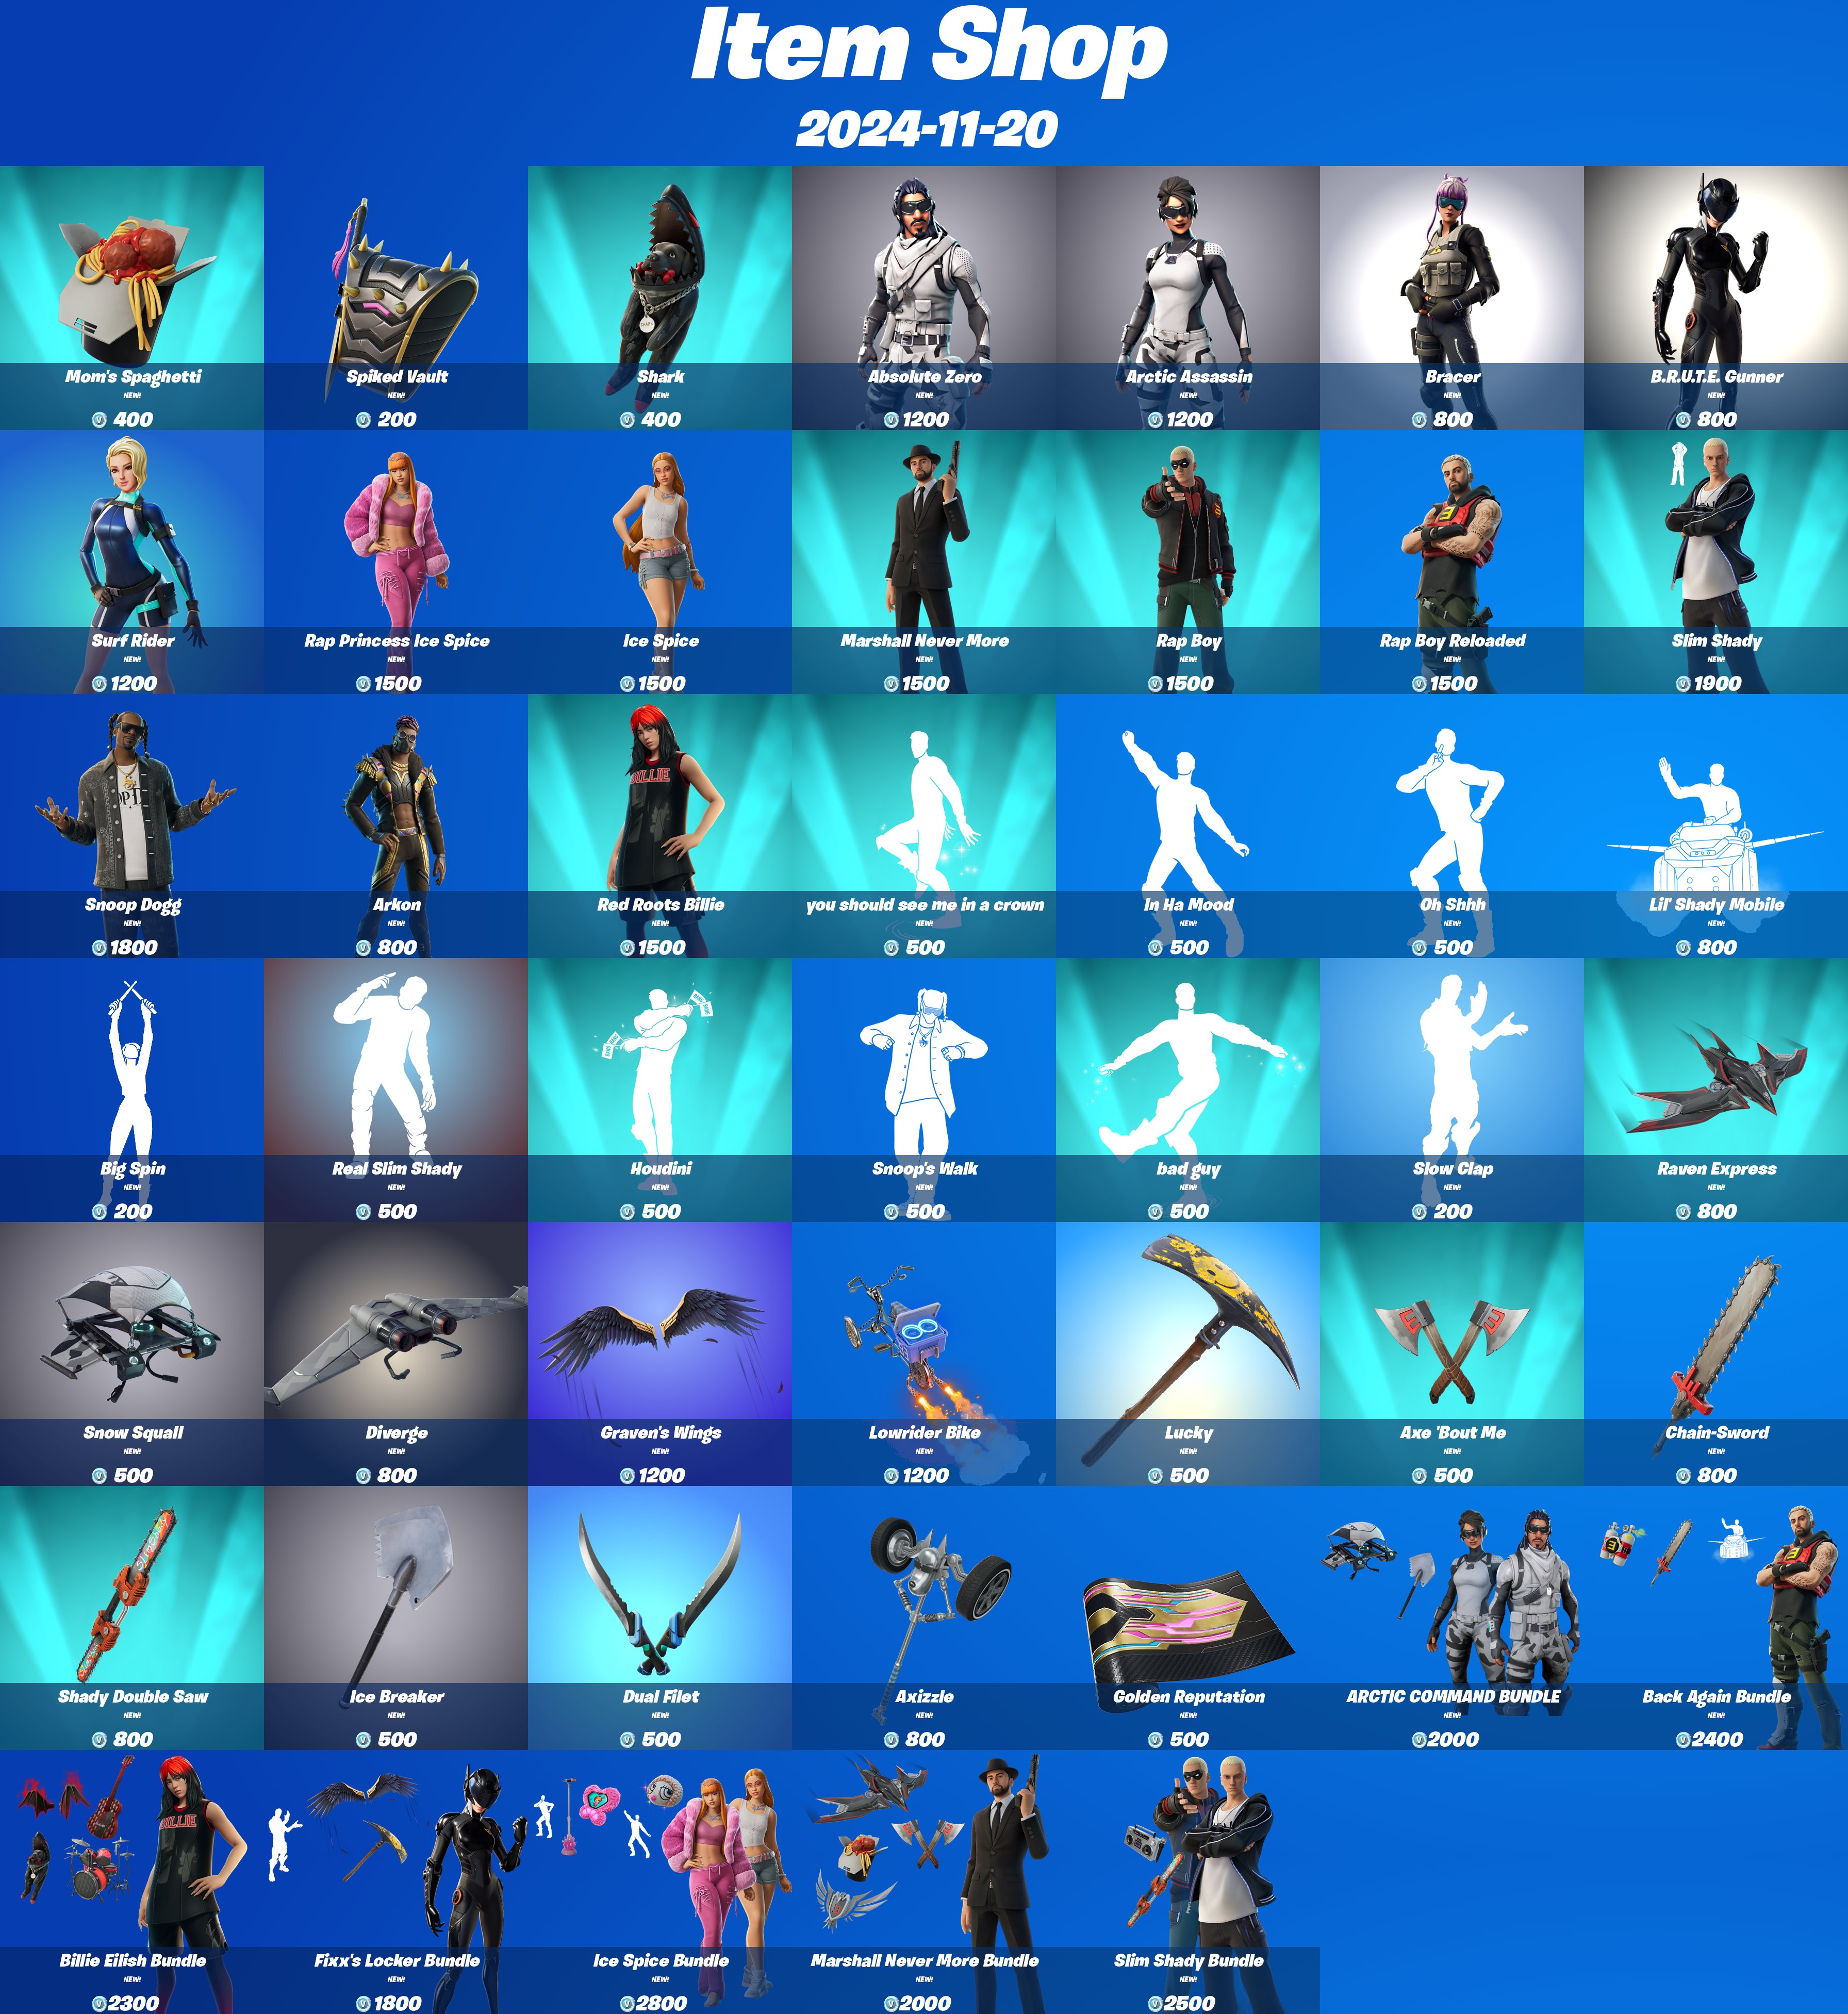 Item Shop
2024-11-20
Mom's Spaghetti
NEW!
400
Spiked Vault
NEW!
200
Shark
NEW!
400
Absolute Zero
NEW!
1200
Arctic Assassin
NEW!
1200
Bracer
NEW!
800
B.R.U.T.E. Gunner
NEW!
800
Surf Rider
NEW!
1200
Rap Princess Ice Spice
NEW!
1500
Ice Spice
NEW!
1500
Marshall Never More
NEW!
1500
Rap Boy
NEW!
1500
Rap Boy Reloaded
NEW!
1500
Slim Shady
NEW!
1900
Snoop Dogg
NEW!
1800
Arkon
NEW!
800
BILLIE
Red Roots Billie
NEW!
1500
you should see me in a crown
NEW!
500
In Ha Mood
NEW!
500
Oh Shhh
NEW!
500
Lil' Shady Mobile
NEW!
800
Big Spin
NEW!
200
Real Slim Shady
NEW!
500
Houdini
NEW!
500
Snoop's Walk
NEW!
500
bad guy
NEW!
500
Slow Clap
NEW!
200
Raven Express
NEW!
800
Snow Squall
NEW!
500
Diverge
NEW!
800
Graven's Wings
NEW!
1200
Lowrider Bike
NEW!
1200
Lucky
NEW!
500
Axe 'Bout Me
NEW!
500
Chain-Sword
NEW!
800
Shady Double Saw
NEW!
800
Ice Breaker
NEW!
500
Dual Filet
NEW!
500
Axizzle
NEW!
800
Golden Reputation
NEW!
500
ARCTIC COMMAND BUNDLE
NEW!
2000
Back Again Bundle
NEW!
2400
BILLIE
Billie Eilish Bundle
NEW!
2300
Fixx's Locker Bundle
NEW!
1800
Ice Spice Bundle
NEW!
2800
Marshall Never More Bundle
NEW!
2000
Slim Shady Bundle
NEW!
2500